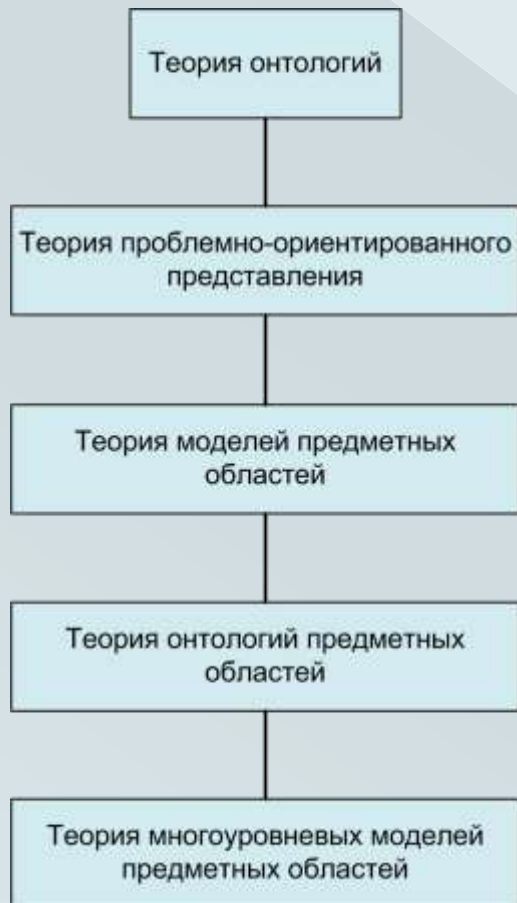 Теория онтологий
Теория проблемно-ориентированного
представления
Теория моделей предметных
областей
Теория онтологий предметных
областей
Теория многоуровневых моделей
предметных областей